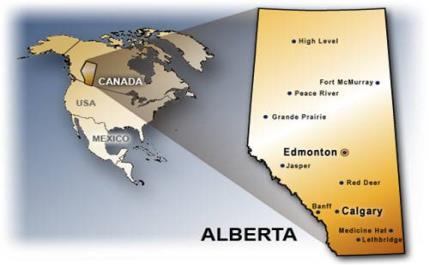 CANADA
USA
MEXICO
ALBERTA
High Level
Fort McMurray
Peace River
Grande Prairie
Edmonton
Jasper
Red Deer
Banff
Calgary
Medicine Hat
Lethbridge